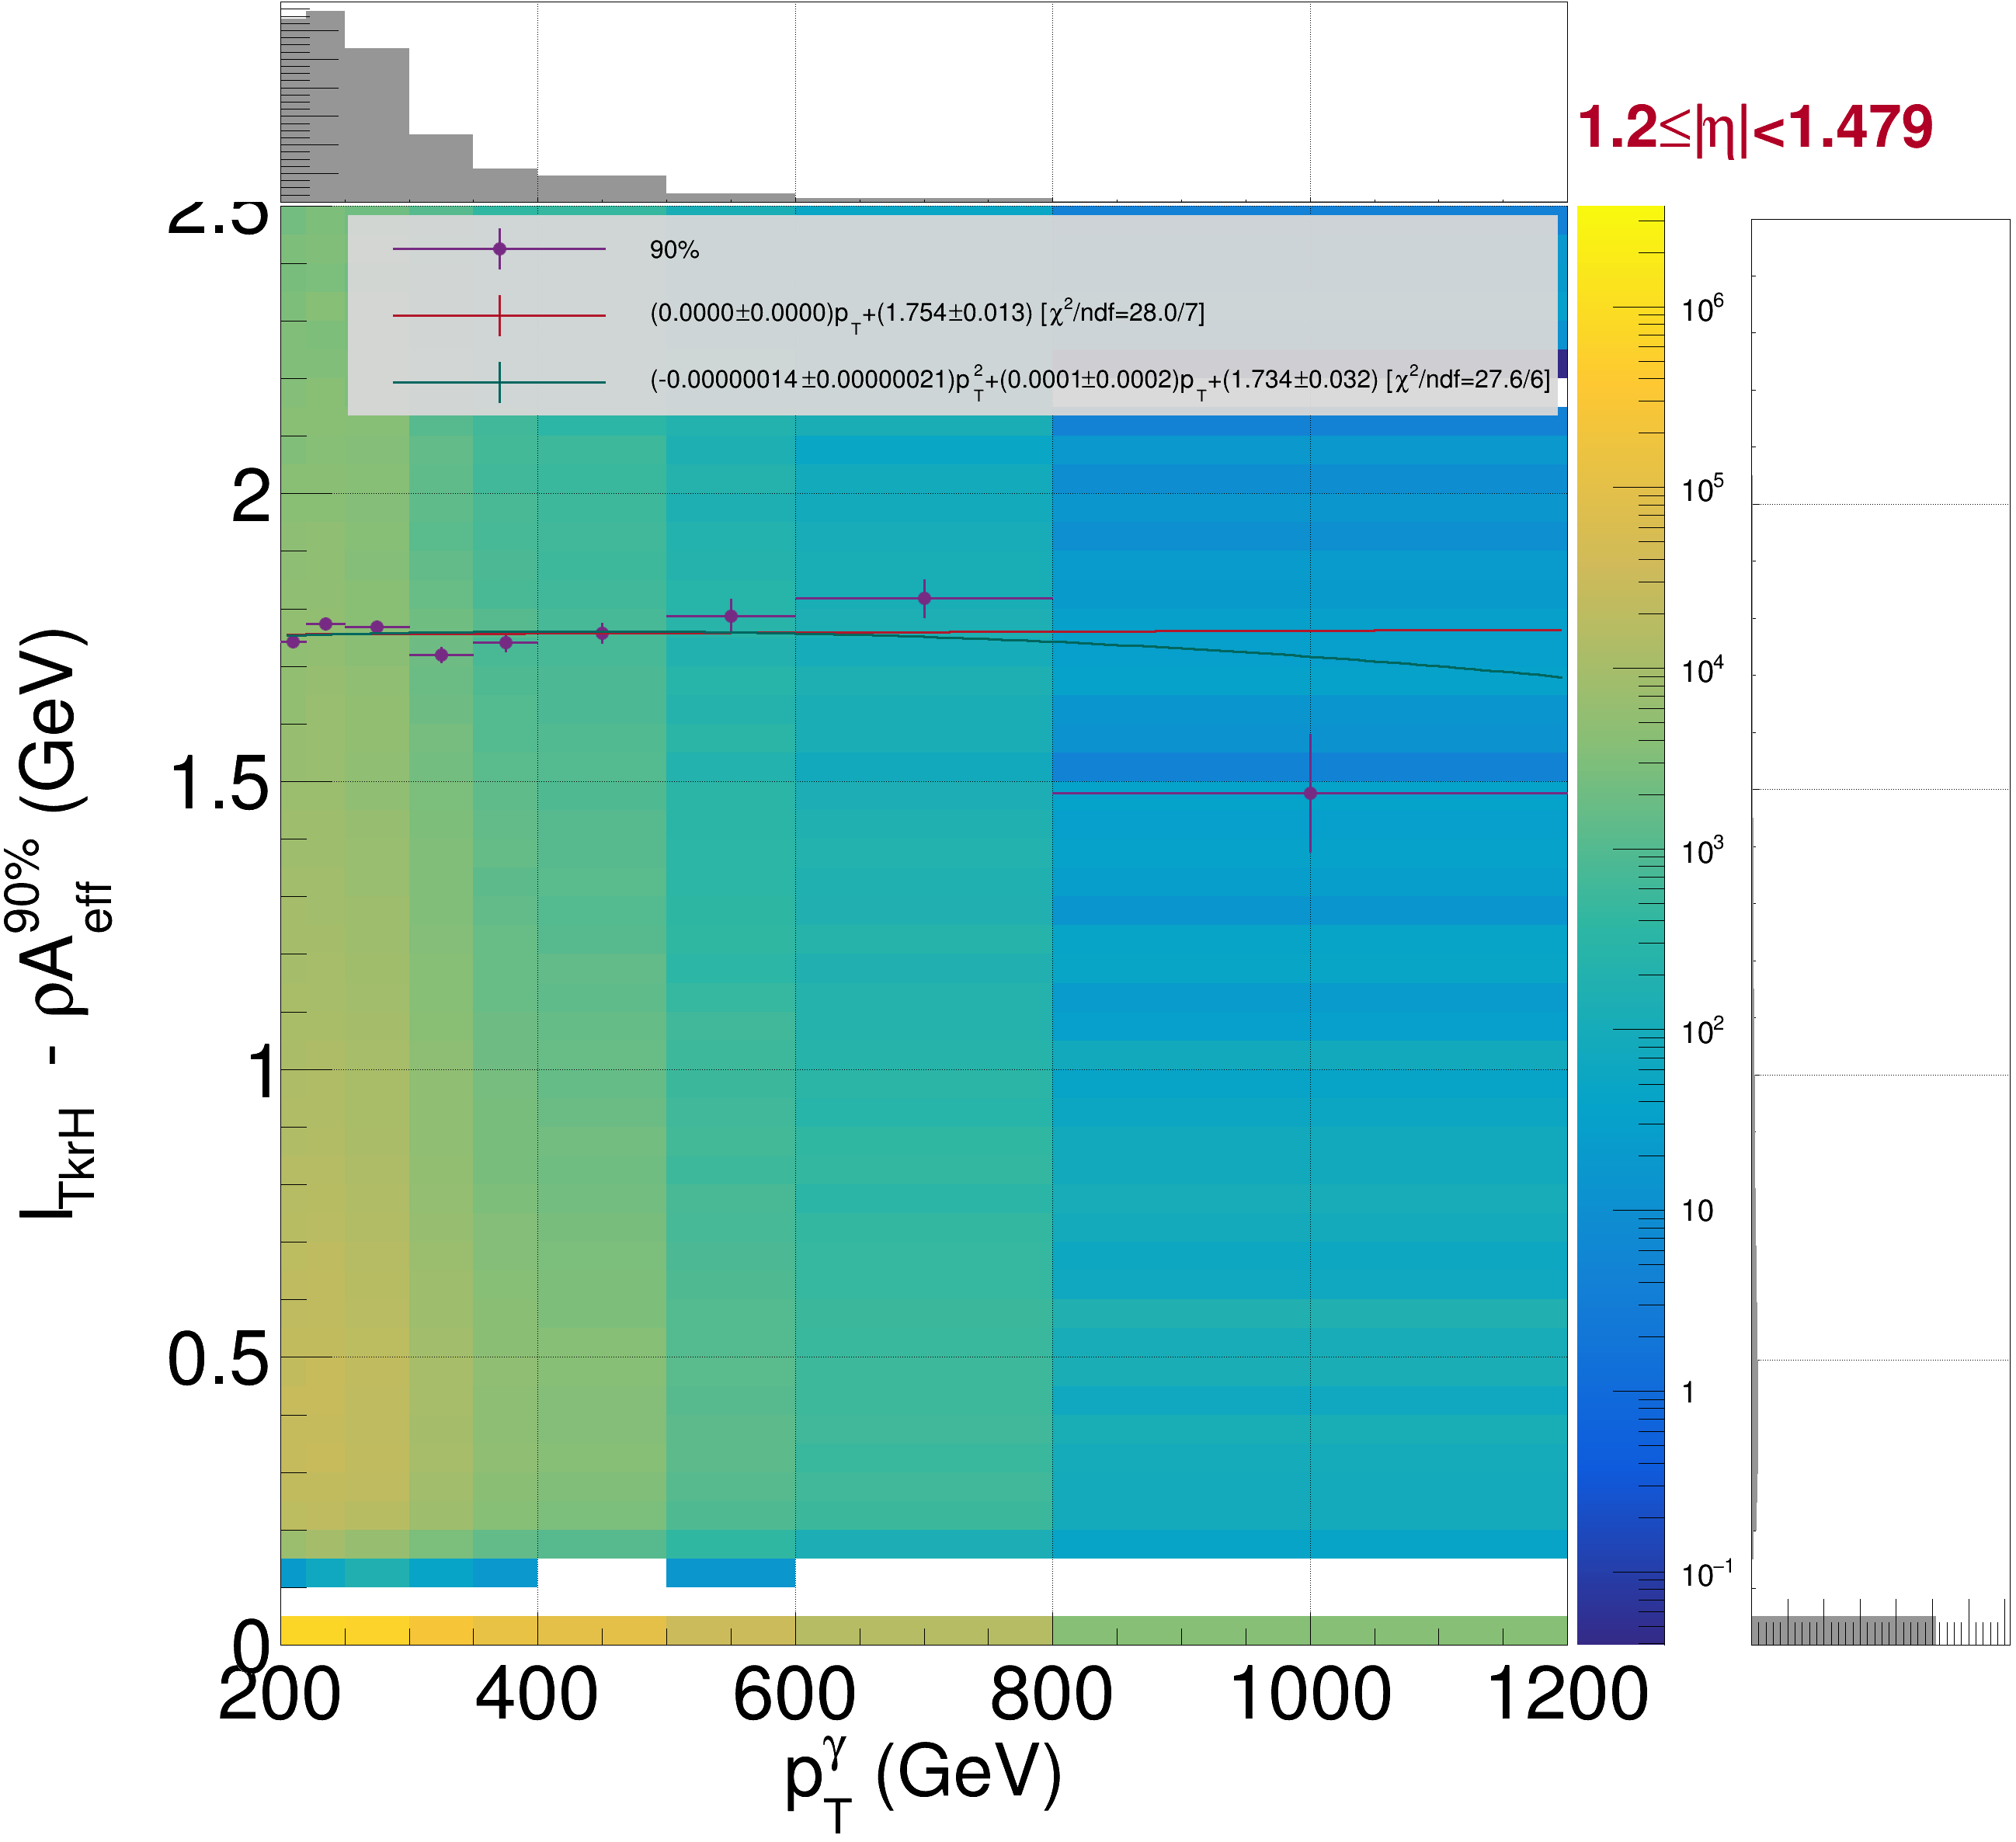 1.2≤|η|<1.479
2.5
90%
(0.0000±0.0000)p_T+(1.754±0.013) [χ²/ndf=28.0/7]
(-0.00000014±0.00000021)p_T²+(0.0001±0.0002)p_T+(1.734±0.032) [χ²/ndf=27.6/6]
2
1.5
1
0.5
0
I_TkrH - ρA_eff^90% (GeV)
10⁶
10⁵
10⁴
10³
10²
10
1
10⁻¹
200 400 600 800 1000 1200
p_T^γ (GeV)